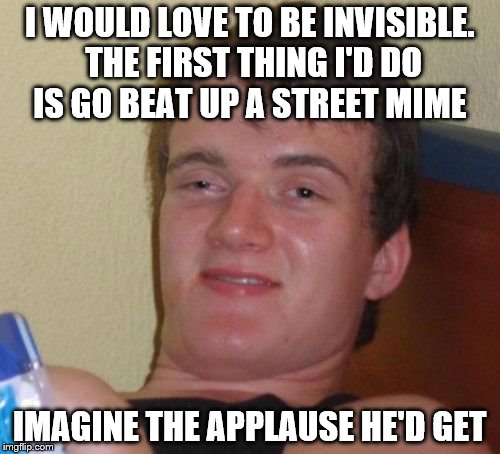 I WOULD LOVE TO BE INVISIBLE.
THE FIRST THING I'D DO
IS GO BEAT UP A STREET MIME
IMAGINE THE APPLAUSE HE'D GET
imgflip.com